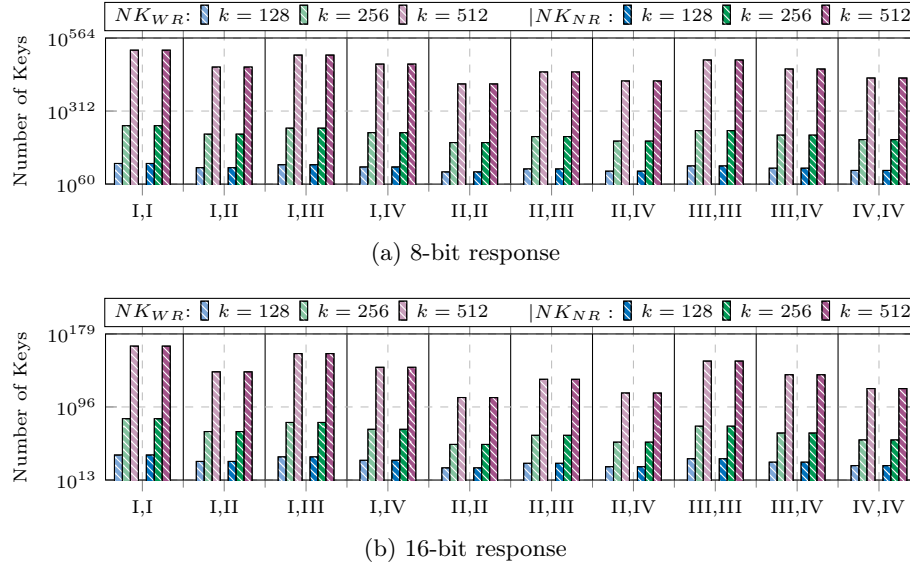 NK_WR: k = 128 k = 256 k = 512 |NK_NR : k = 128 k = 256 k = 512
10^564
10^312
10^60
Number of Keys
I,I I,II I,III I,IV II,II II,III II,IV III,III III,IV IV,IV
(a) 8-bit response
NK_WR: k = 128 k = 256 k = 512 |NK_NR : k = 128 k = 256 k = 512
10^179
10^96
10^13
Number of Keys
I,I I,II I,III I,IV II,II II,III II,IV III,III III,IV IV,IV
(b) 16-bit response